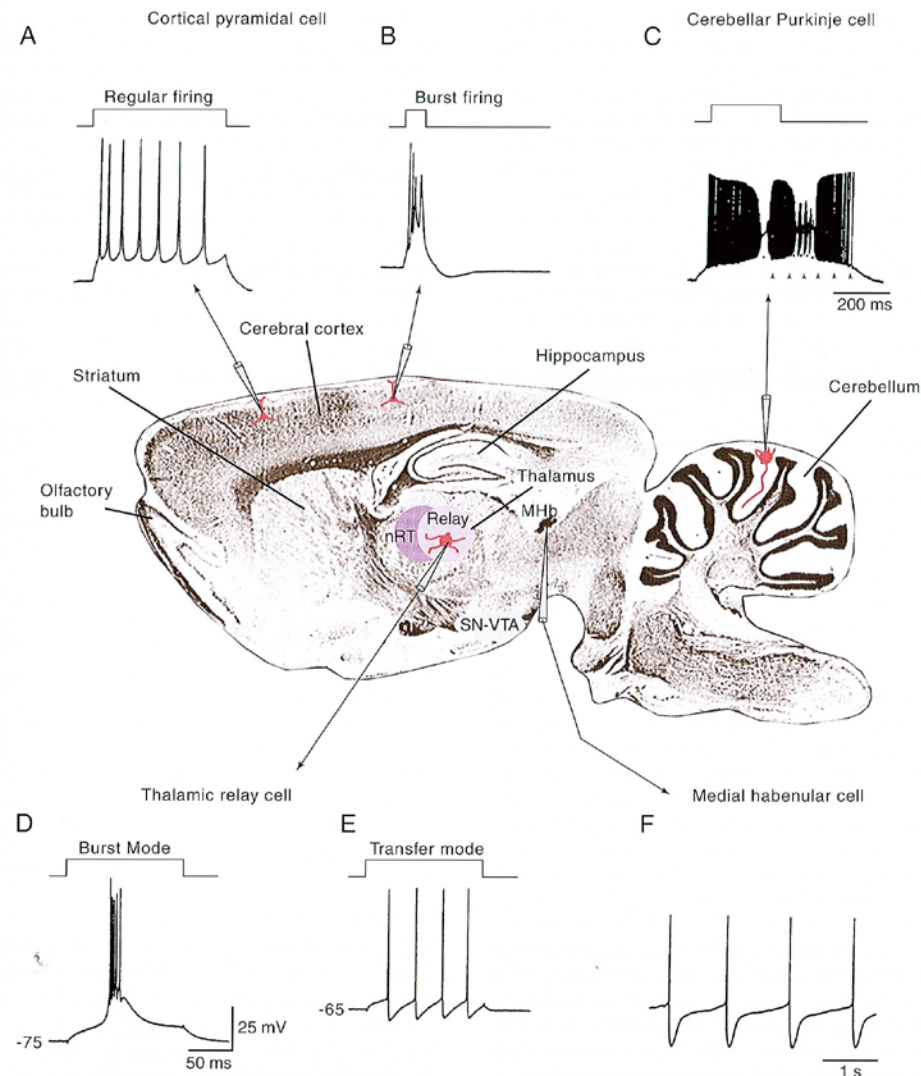 Cortical pyramidal cell
Cerebellar Purkinje cell
A
B
C
Regular firing
Burst firing
200 ms
Cerebral cortex
Hippocampus
Striatum
Cerebellum
Thalamus
Olfactory
bulb
MHb
Relay
nRT
SN-VTA
Thalamic relay cell
Medial habenular cell
D
E
F
Burst Mode
Transfer mode
-65
25 mV
-75
50 ms
1 s